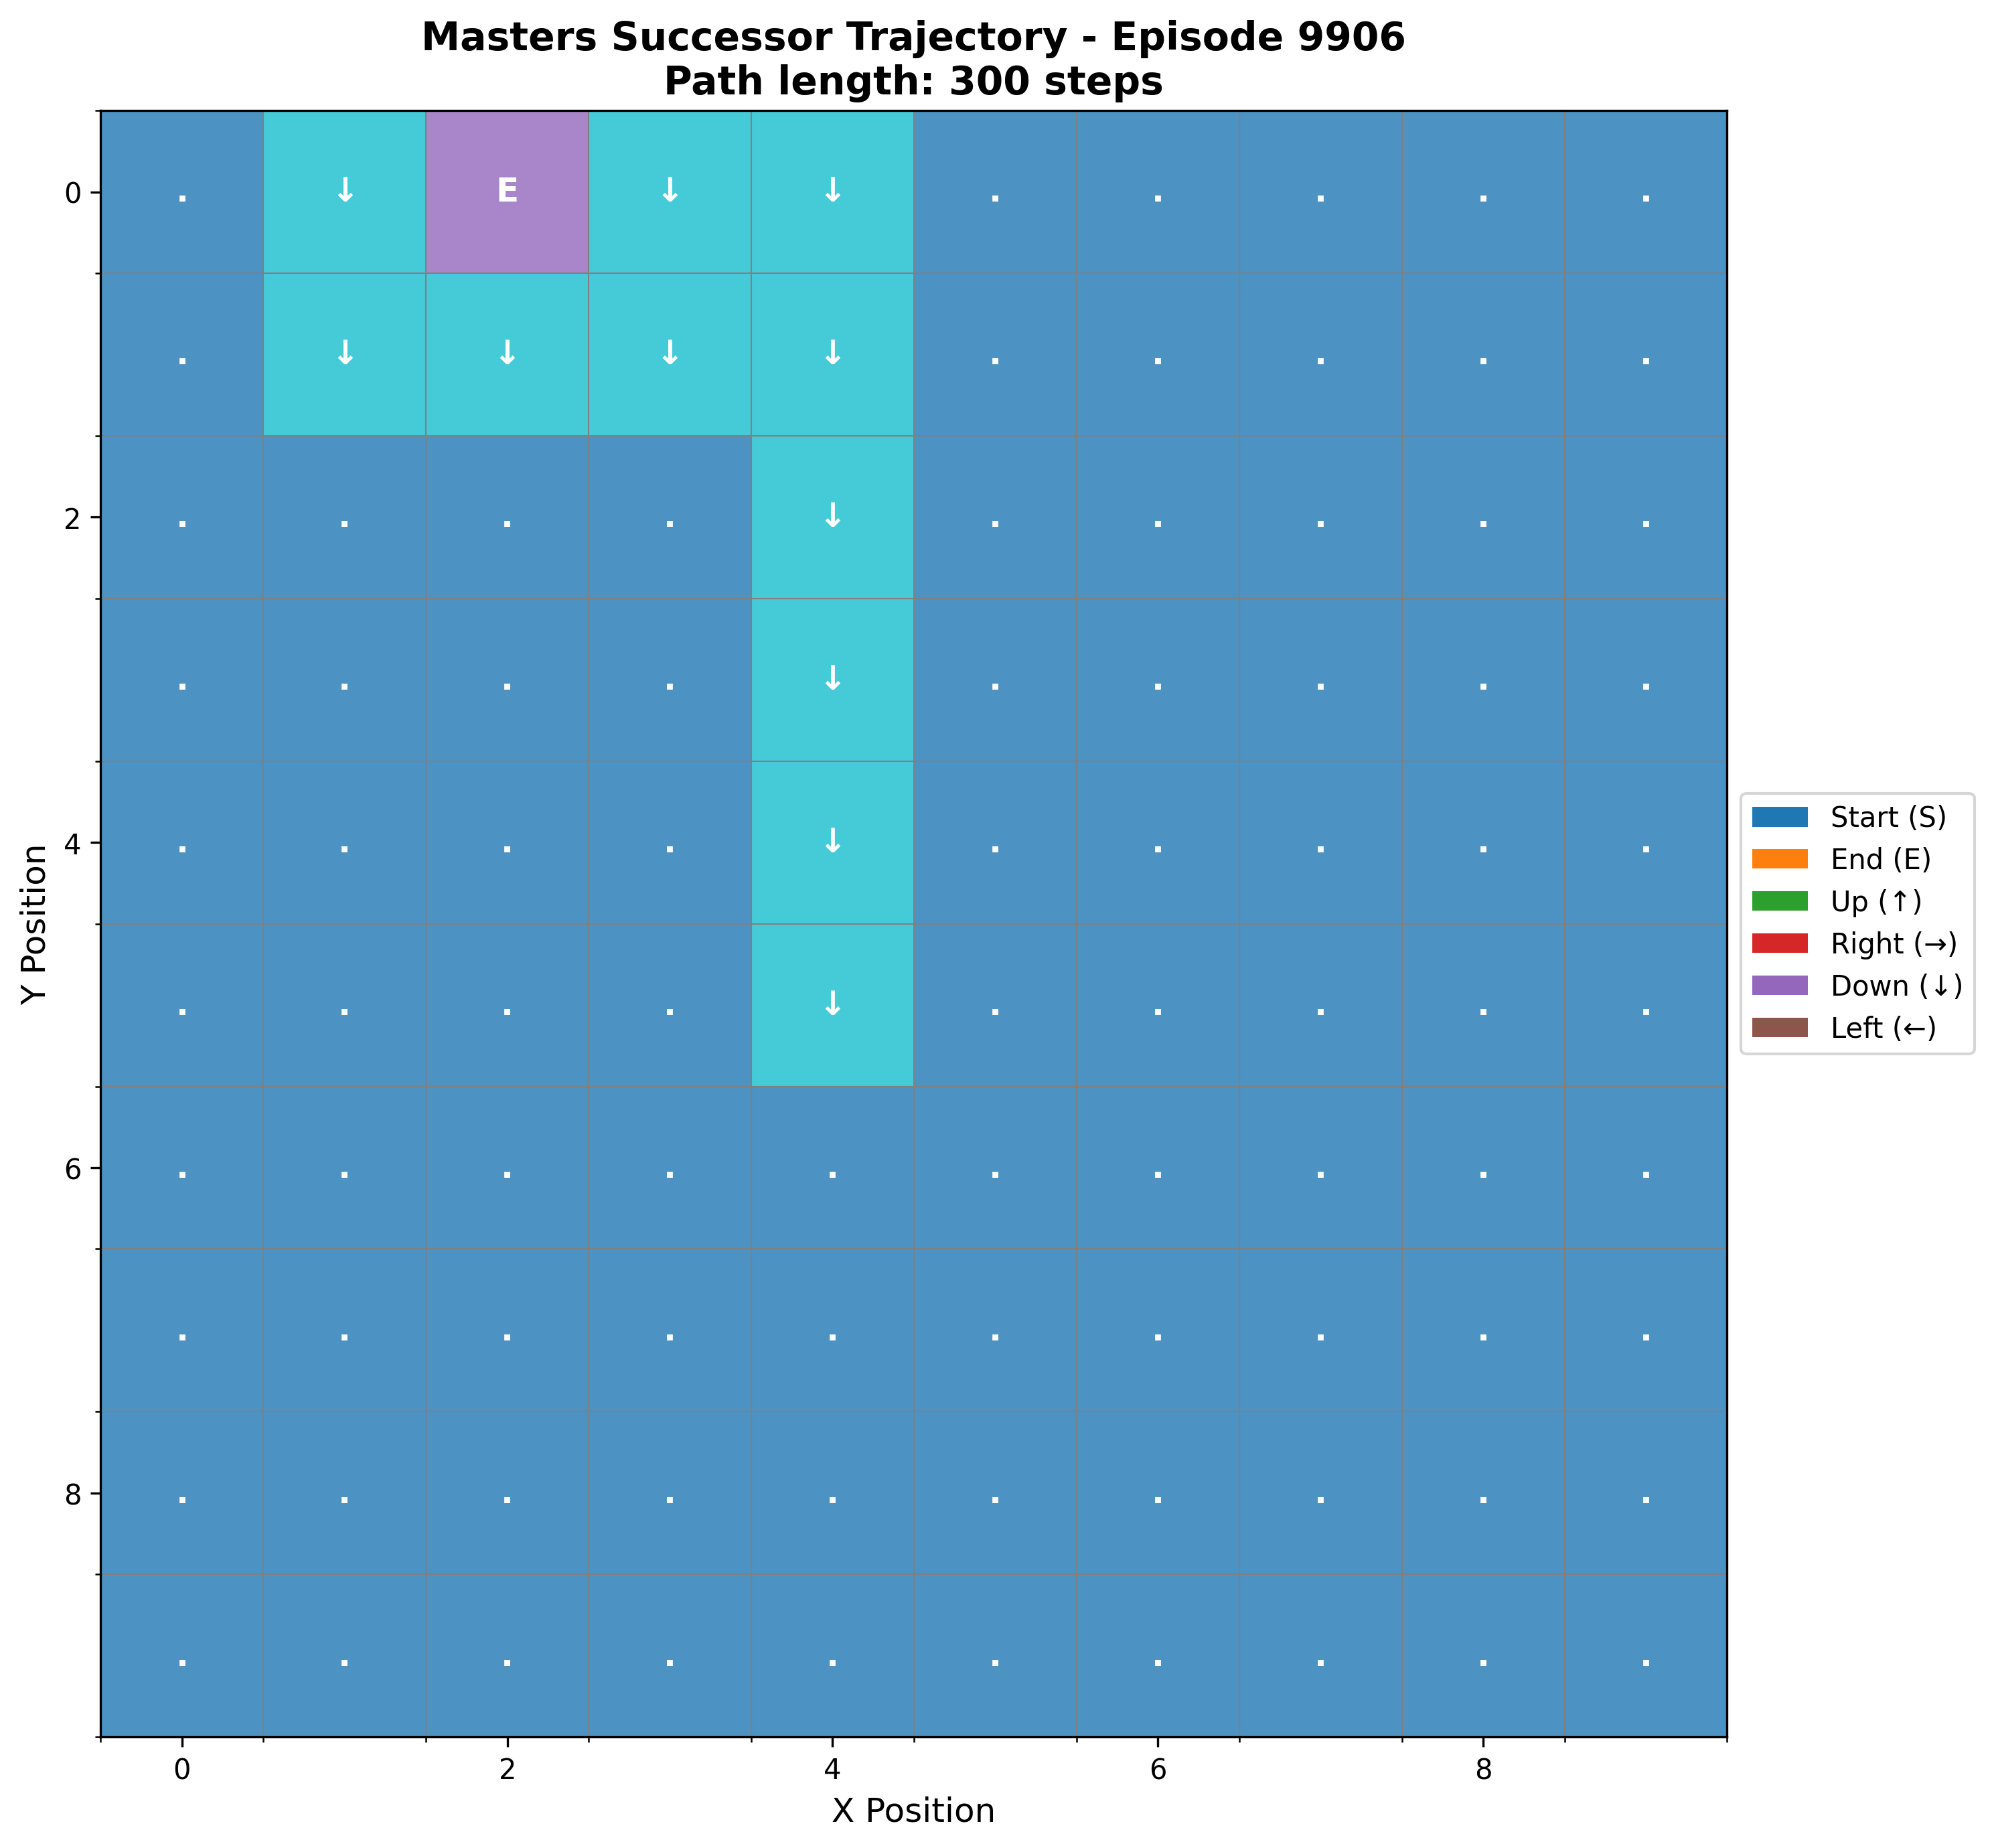 Masters Successor Trajectory - Episode 9906
Path length: 300 steps
0 . ↓ E ↓ ↓ . . . . .
. ↓ ↓ ↓ ↓ . . . . .
2 . . . . ↓ . . . . .
. . . . ↓ . . . . .
4 . . . . ↓ . . . . .
. . . . ↓ . . . . .
6 . . . . . . . . . .
. . . . . . . . . .
8 . . . . . . . . . .
. . . . . . . . . .
0 2 4 6 8
X Position
Y Position
Start (S)
End (E)
Up (↑)
Right (→)
Down (↓)
Left (←)